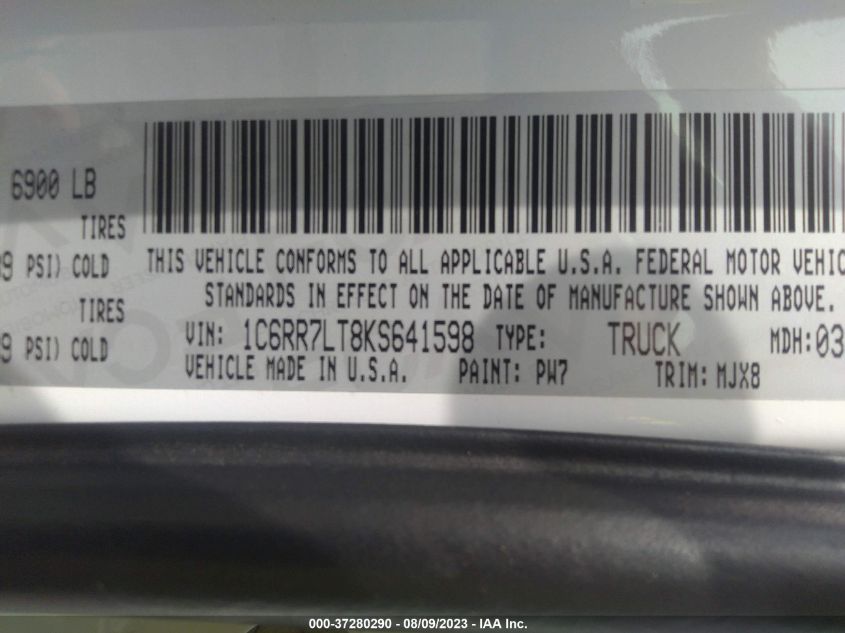 6900 LB
TIRES
99 PSI) COLD
THIS VEHICLE CONFORMS TO ALL APPLICABLE U.S.A. FEDERAL MOTOR VEHIC
STANDARDS IN EFFECT ON THE DATE OF MANUFACTURE SHOWN ABOVE.
TIRES
99 PSI) COLD
VIN: 1C6RR7LT8KS641598 TYPE: TRUCK MDH:03
VEHICLE MADE IN U.S.A. PAINT: PW7 TRIM: MJX8
000-37280290 - 08/09/2023 - IAA Inc.